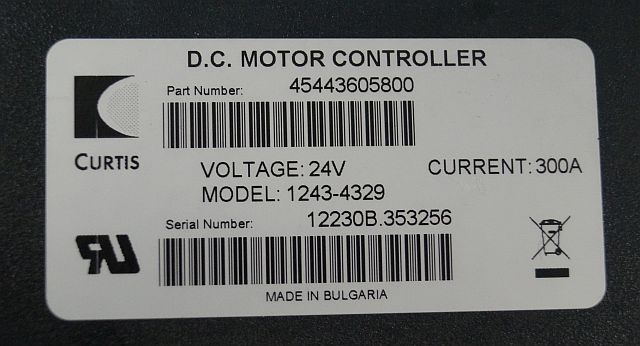 D.C. MOTOR CONTROLLER
Part Number: 45443605800
CURTIS
VOLTAGE: 24V CURRENT: 300A
MODEL: 1243-4329
Serial Number: 12230B.353256
RU
MADE IN BULGARIA